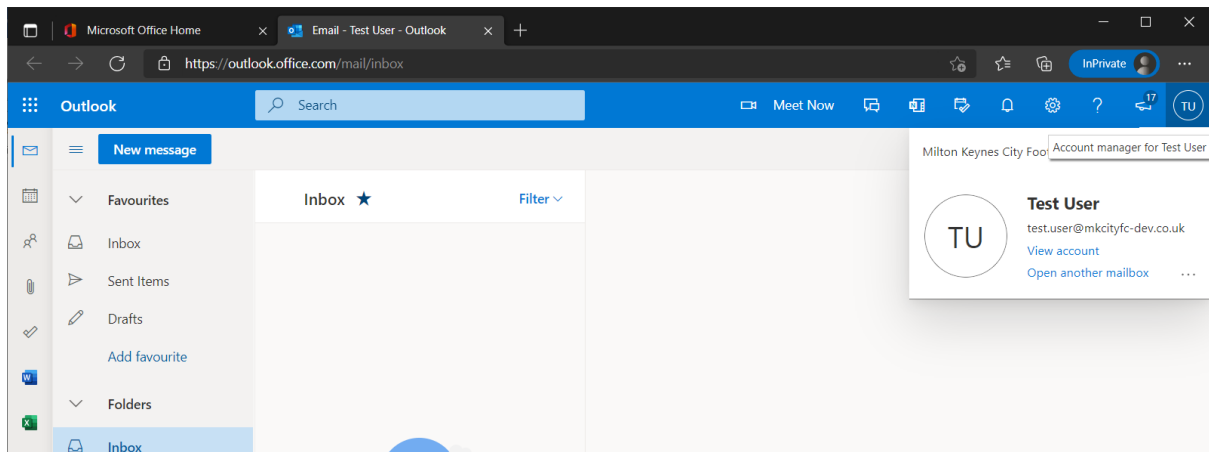 Microsoft Office Home
Email - Test User - Outlook
https://outlook.office.com/mail/inbox
InPrivate
Outlook
Search
Meet Now
17
TU
New message
Milton Keynes City Foot
Account manager for Test User
Favourites
Inbox
Filter
Test User
TU
test.user@mkcityfc-dev.co.uk
Inbox
View account
Sent Items
Open another mailbox
Drafts
Add favourite
Folders
Inbox